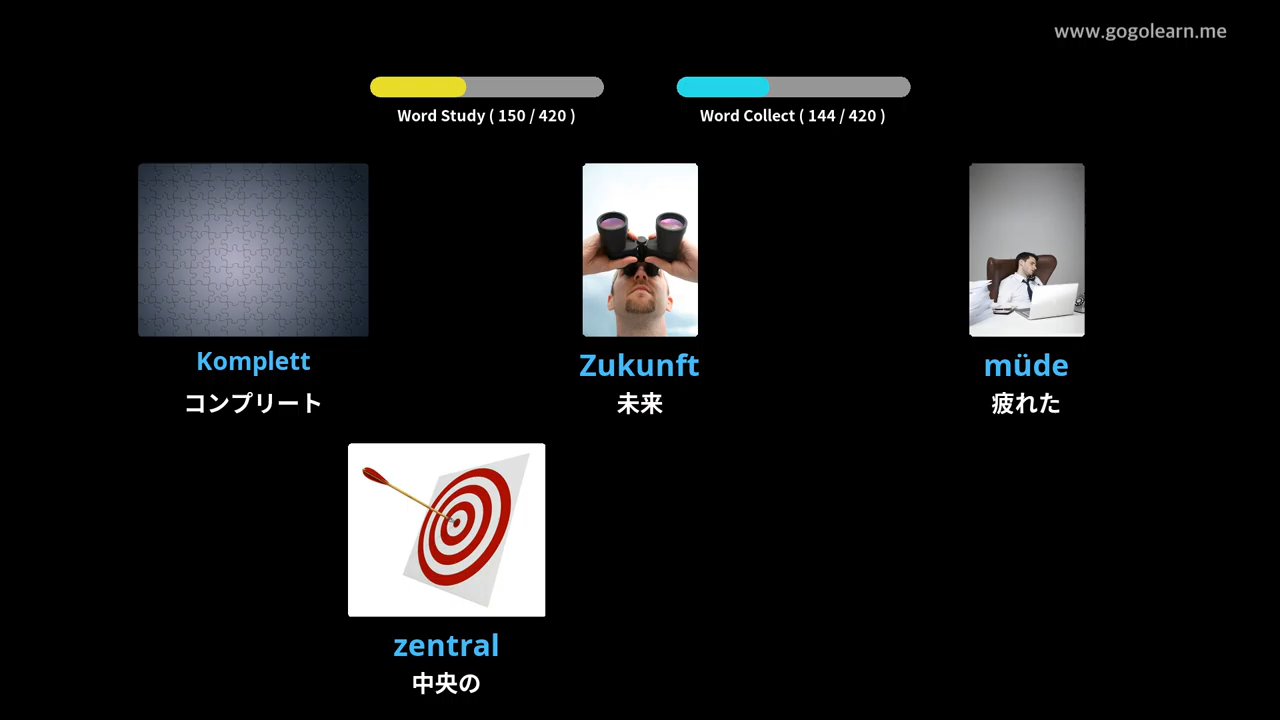 www.gogolearn.me
Word Study ( 150 / 420 )
Word Collect ( 144 / 420 )
Komplett
コンプリート
Zukunft
未来
müde
疲れた
zentral
中央の